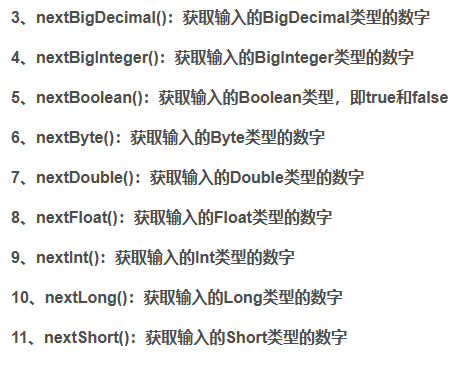 3、nextBigDecimal()：获取输入的BigDecimal类型的数字
4、nextBigInteger()：获取输入的BigInteger类型的数字
5、nextBoolean()：获取输入的Boolean类型，即true和false
6、nextByte()：获取输入的Byte类型的数字
7、nextDouble()：获取输入的Double类型的数字
8、nextFloat()：获取输入的Float类型的数字
9、nextInt()：获取输入的Int类型的数字
10、nextLong()：获取输入的Long类型的数字
11、nextShort()：获取输入的Short类型的数字